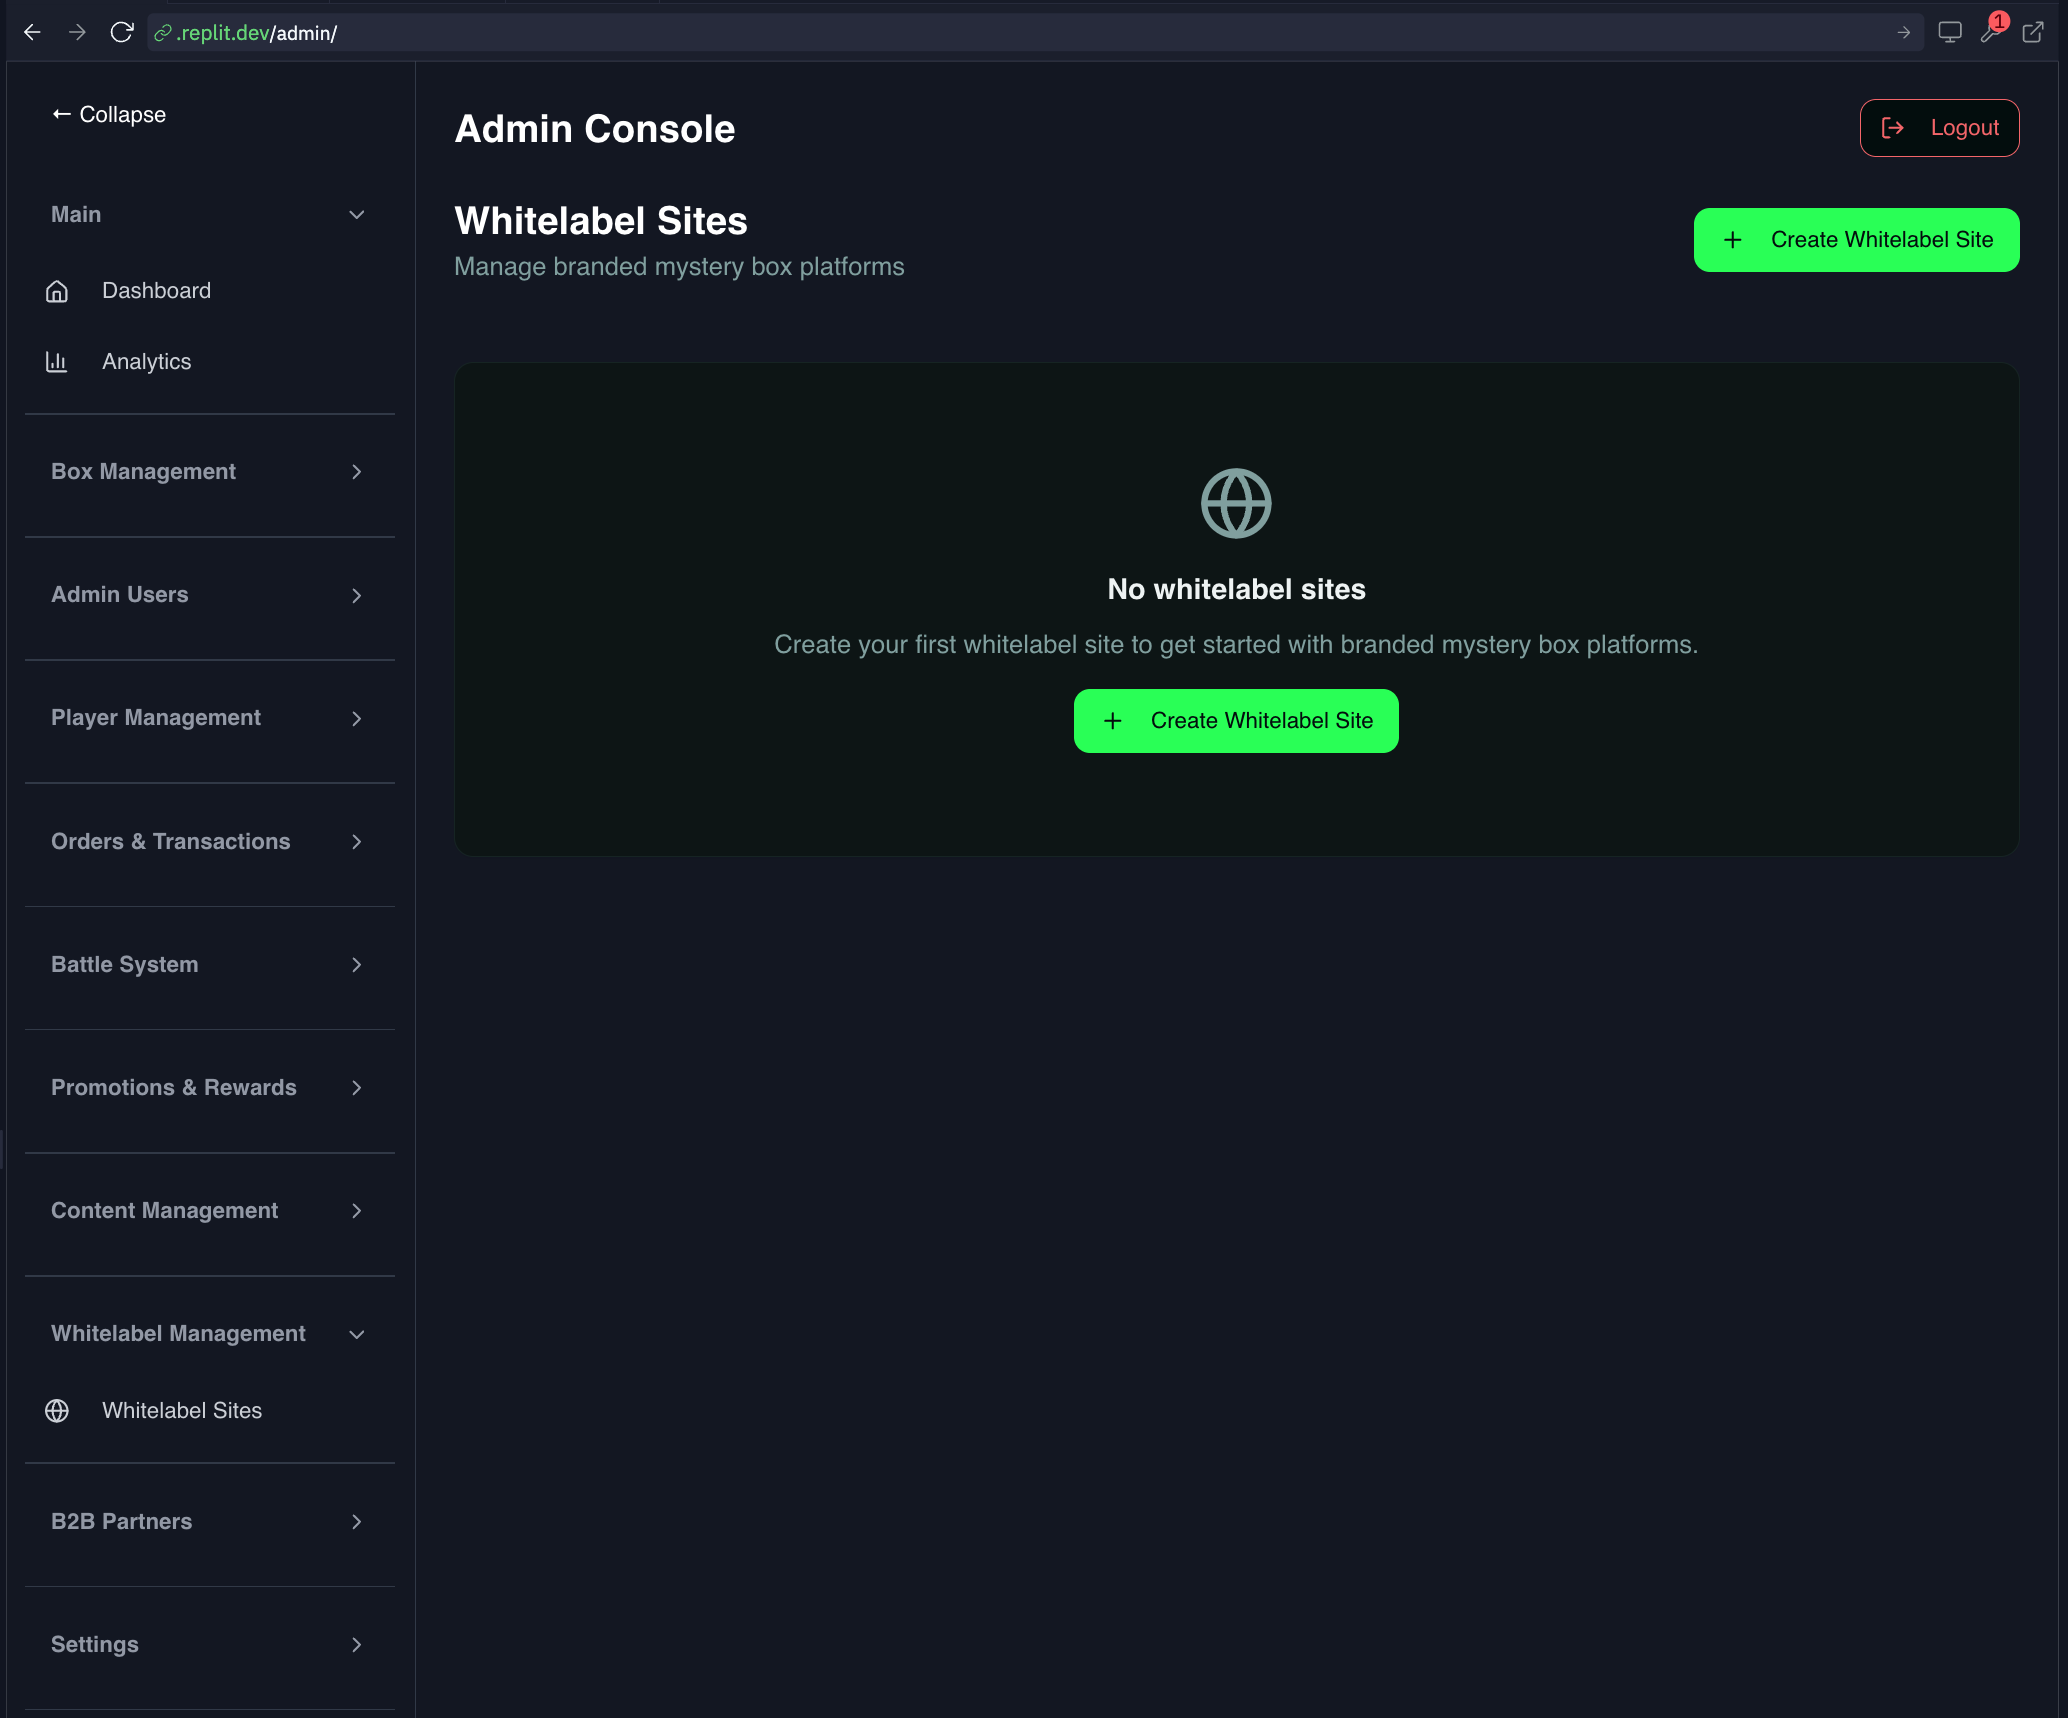 .replit.dev/admin/
1
Collapse
Main
Dashboard
Analytics
Box Management
Admin Users
Player Management
Orders & Transactions
Battle System
Promotions & Rewards
Content Management
Whitelabel Management
Whitelabel Sites
B2B Partners
Settings
Admin Console
Logout
Whitelabel Sites
Manage branded mystery box platforms
Create Whitelabel Site
No whitelabel sites
Create your first whitelabel site to get started with branded mystery box platforms.
Create Whitelabel Site